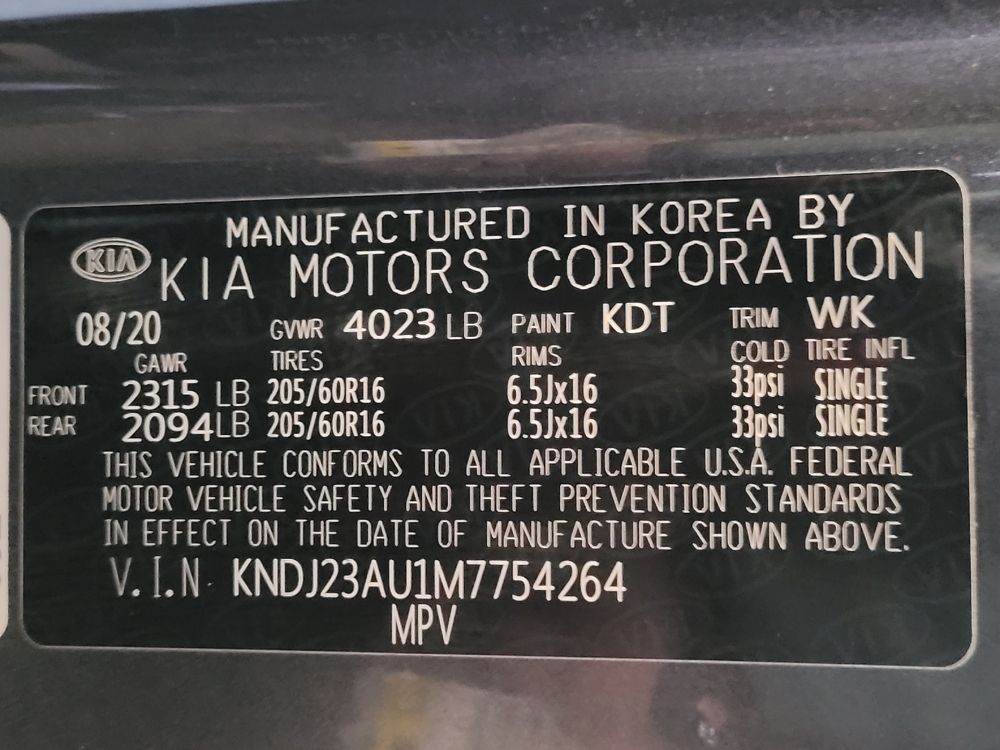 MANUFACTURED IN KOREA BY
KIA KIA MOTORS CORPORATION
08/20 GVWR 4023 LB PAINT KDT TRIM WK
GAWR TIRES RIMS COLD TIRE INFL
FRONT 2315 LB 205/60R16 6.5Jx16 33psi SINGLE
REAR 2094LB 205/60R16 6.5Jx16 33psi SINGLE
THIS VEHICLE CONFORMS TO ALL APPLICABLE U.S.A. FEDERAL
MOTOR VEHICLE SAFETY AND THEFT PREVENTION STANDARDS
IN EFFECT ON THE DATE OF MANUFACTURE SHOWN ABOVE.
V.I.N. KNDJ23AU1M7754264
MPV